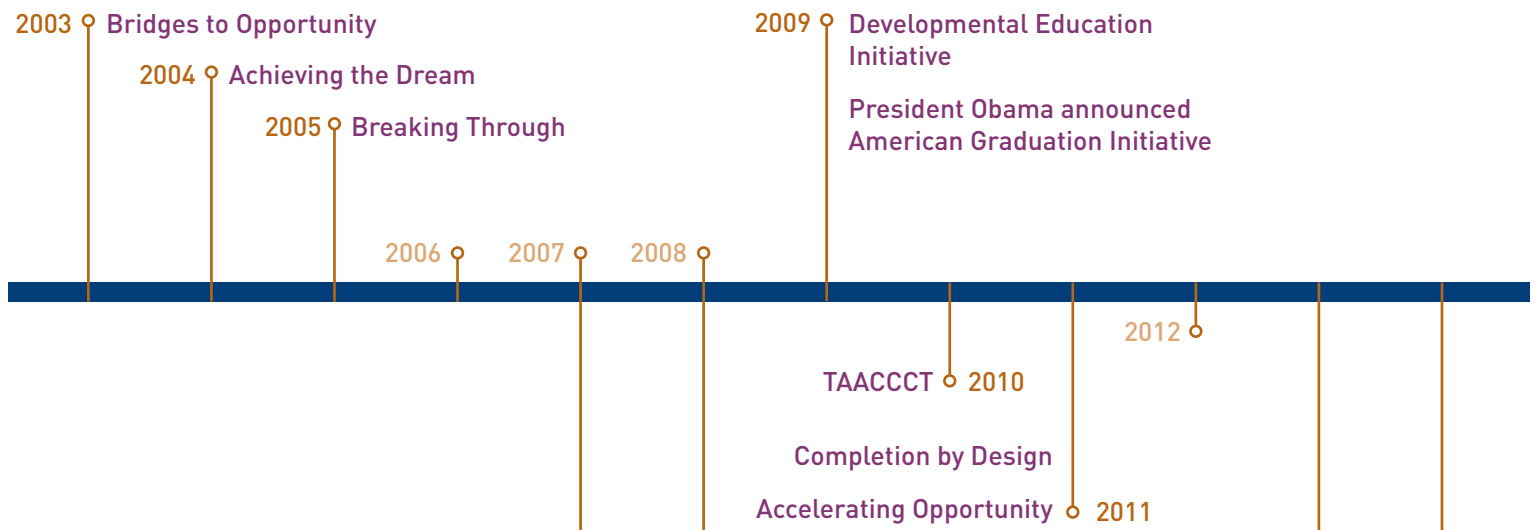 2003 Bridges to Opportunity
2004 Achieving the Dream
2005 Breaking Through
2006
2007
2008
2009 Developmental Education
Initiative
President Obama announced
American Graduation Initiative
2012
TAACCCT 2010
Completion by Design
Accelerating Opportunity 2011